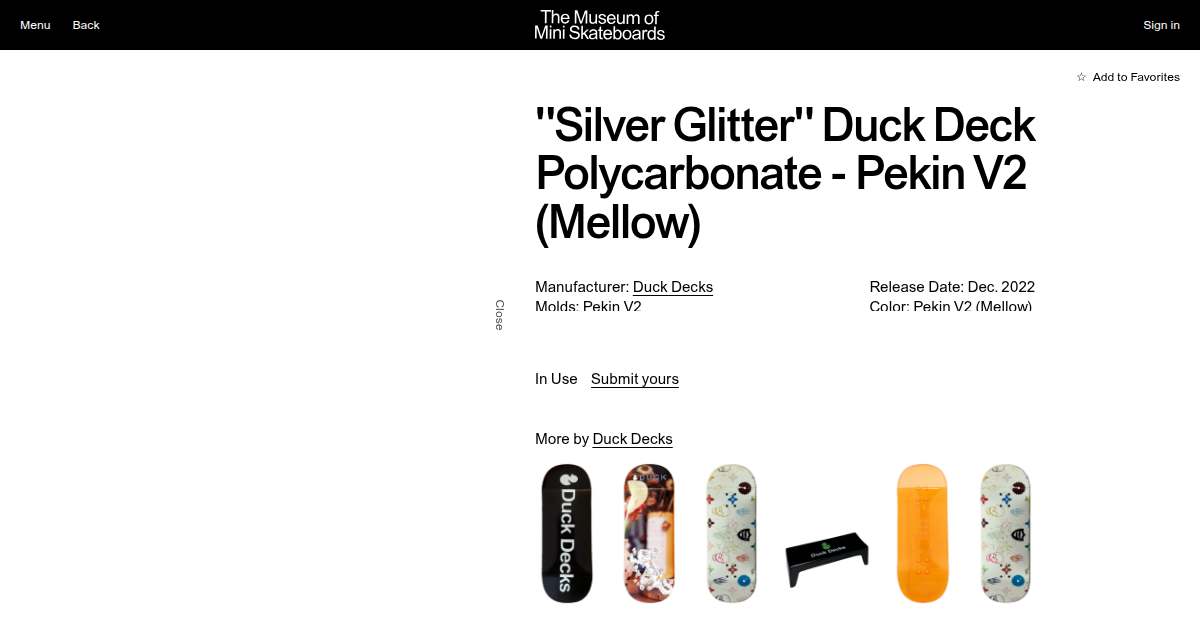 Menu
Back
The Museum of
Mini Skateboards
Sign in
☆ Add to Favorites
"Silver Glitter" Duck Deck
Polycarbonate - Pekin V2
(Mellow)
Manufacturer: Duck Decks
Release Date: Dec. 2022
Molds: Pekin V2
Color: Pekin V2 (Mellow)
Close
In Use
Submit yours
More by Duck Decks
Duck Decks
DUCK
Duck Decks